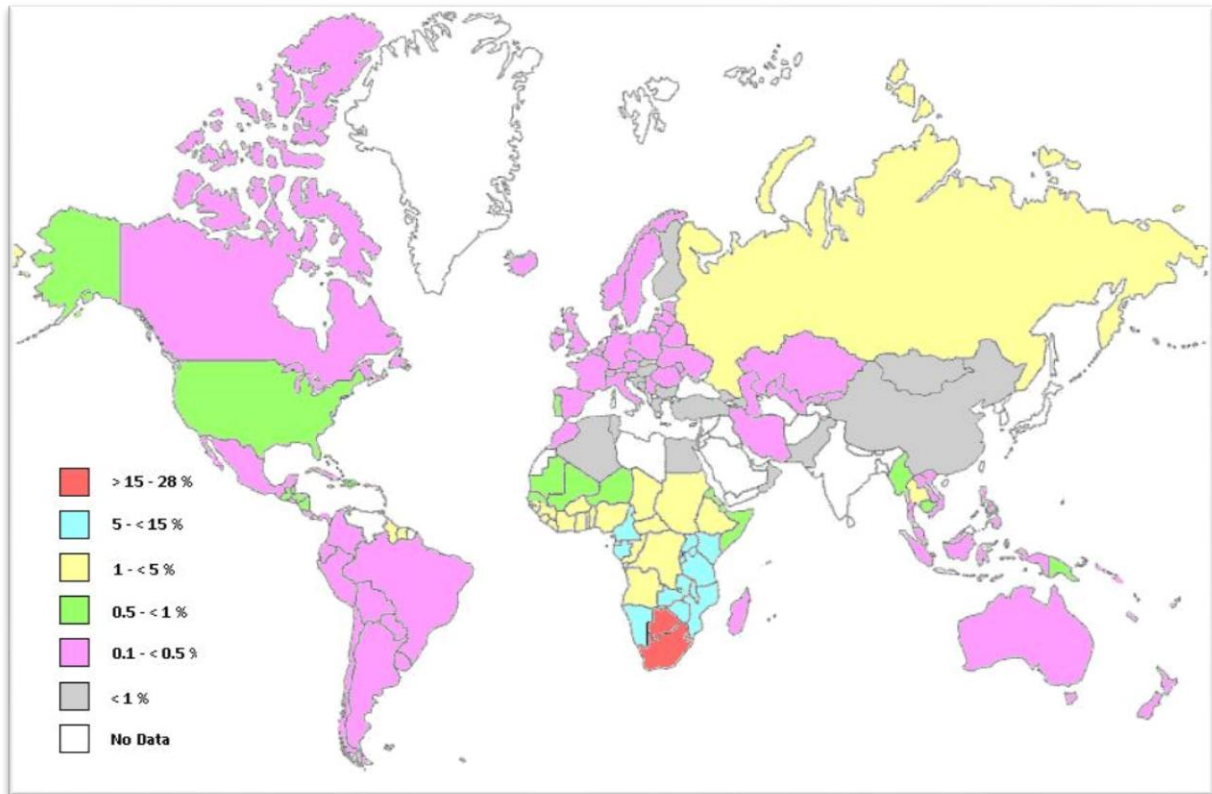 > 15 - 28 %
5 - < 15 %
1 - < 5 %
0.5 - < 1 %
0.1 - < 0.5 %
< 1 %
No Data